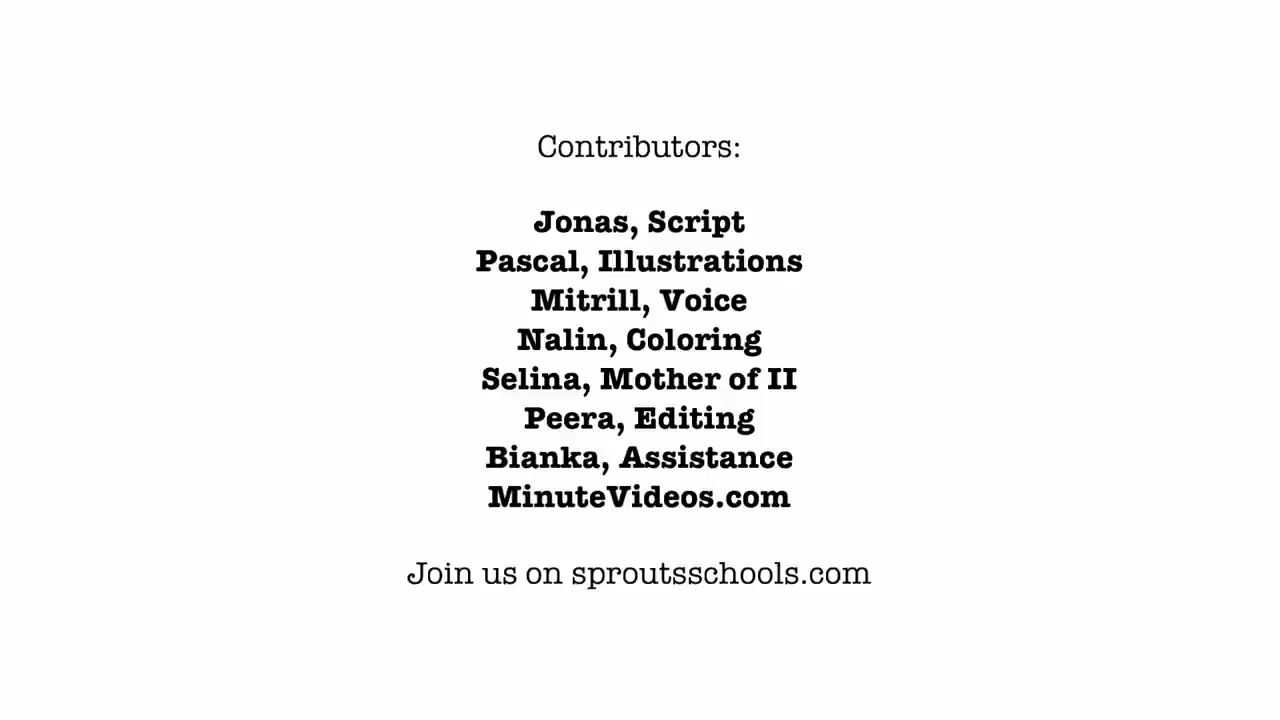 Contributors:
Jonas, Script
Pascal, Illustrations
Mitrill, Voice
Nalin, Coloring
Selina, Mother of II
Peera, Editing
Bianka, Assistance
MinuteVideos.com
Join us on sproutsschools.com